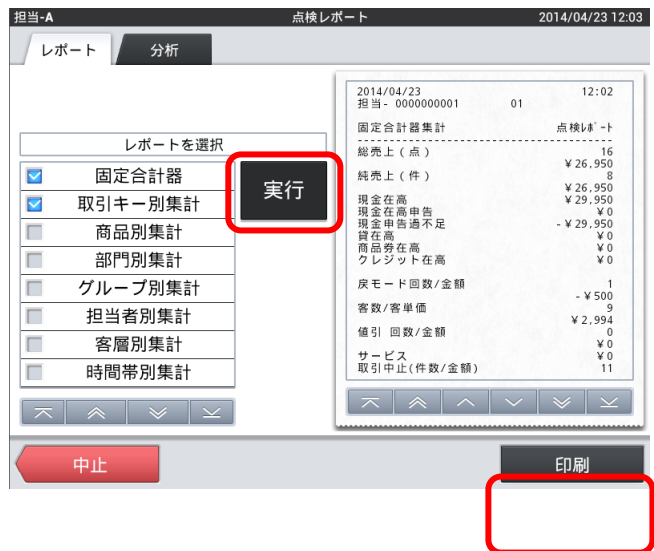 担当-A 点検レポート 2014/04/23 12:03
レポート 分析
レポートを選択
固定合計器
取引キー別集計
商品別集計
部門別集計
グループ別集計
担当者別集計
客層別集計
時間帯別集計
実行
2014/04/23 12:02
担当- 0000000001 01
固定合計器集計 点検ﾚﾎﾟｰﾄ
総売上(点) 16
¥26,950
純売上(件) 8
¥26,950
現金在高 ¥29,950
現金在高申告 ¥0
現金申告過不足 -¥29,950
貸在高 ¥0
商品券在高 ¥0
クレジット在高 ¥0
戻モード回数/金額 1
-¥500
客数/客単価 9
¥2,994
値引 回数/金額 0
¥0
サービス ¥0
取引中止(件数/金額) 11
中止 印刷